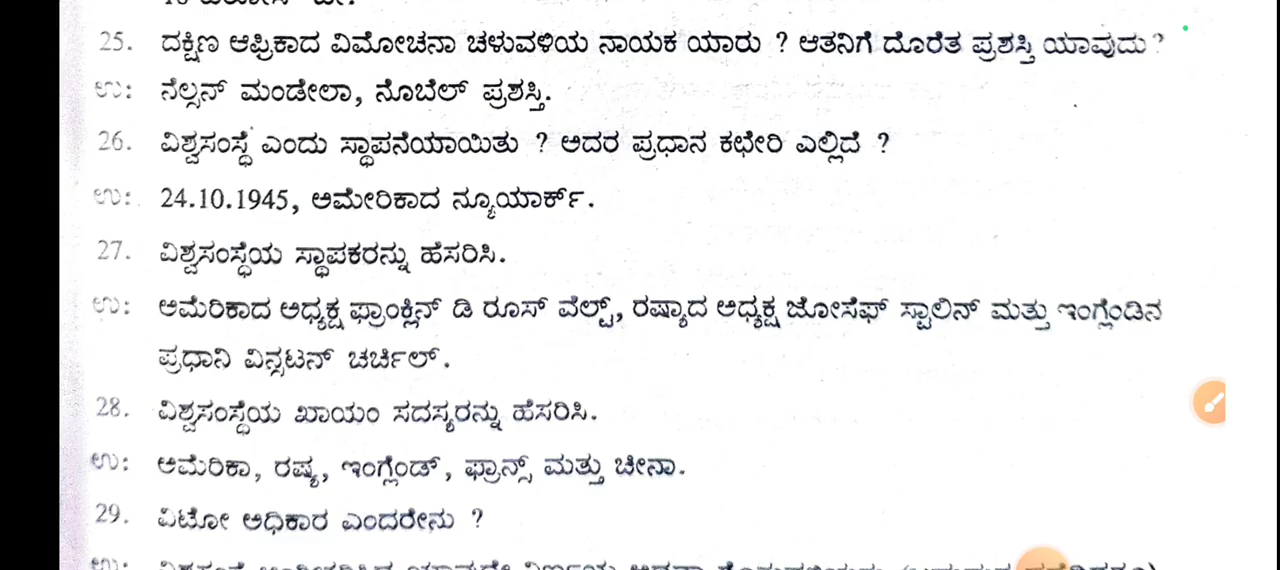 25. ದಕ್ಷಿಣ ಆಫ್ರಿಕಾದ ವಿಮೋಚನಾ ಚಳುವಳಿಯ ನಾಯಕ ಯಾರು ? ಆತನಿಗೆ ದೊರೆತ ಪ್ರಶಸ್ತಿ ಯಾವುದು ?
ಉ: ನೆಲ್ಸನ್ ಮಂಡೇಲಾ, ನೊಬೆಲ್ ಪ್ರಶಸ್ತಿ.
26. ವಿಶ್ವಸಂಸ್ಥೆ ಎಂದು ಸ್ಥಾಪನೆಯಾಯಿತು ? ಅದರ ಪ್ರಧಾನ ಕಛೇರಿ ಎಲ್ಲಿದೆ ?
ಉ: 24.10.1945, ಅಮೇರಿಕಾದ ನ್ಯೂಯಾರ್ಕ್.
27. ವಿಶ್ವಸಂಸ್ಥೆಯ ಸ್ಥಾಪಕರನ್ನು ಹೆಸರಿಸಿ.
ಉ: ಅಮೆರಿಕಾದ ಅಧ್ಯಕ್ಷ ಫ್ರಾಂಕ್ಲಿನ್ ಡಿ ರೂಸ್ ವೆಲ್ಟ್, ರಷ್ಯಾದ ಅಧ್ಯಕ್ಷ ಜೋಸೆಫ್ ಸ್ಟಾಲಿನ್ ಮತ್ತು ಇಂಗ್ಲೆಂಡಿನ
ಪ್ರಧಾನಿ ವಿನ್ಸಟನ್ ಚರ್ಚಿಲ್.
28. ವಿಶ್ವಸಂಸ್ಥೆಯ ಖಾಯಂ ಸದಸ್ಯರನ್ನು ಹೆಸರಿಸಿ.
ಉ: ಅಮೆರಿಕಾ, ರಷ್ಯ, ಇಂಗ್ಲೆಂಡ್, ಫ್ರಾನ್ಸ್ ಮತ್ತು ಚೀನಾ.
29. ವಿಟೋ ಅಧಿಕಾರ ಎಂದರೇನು ?